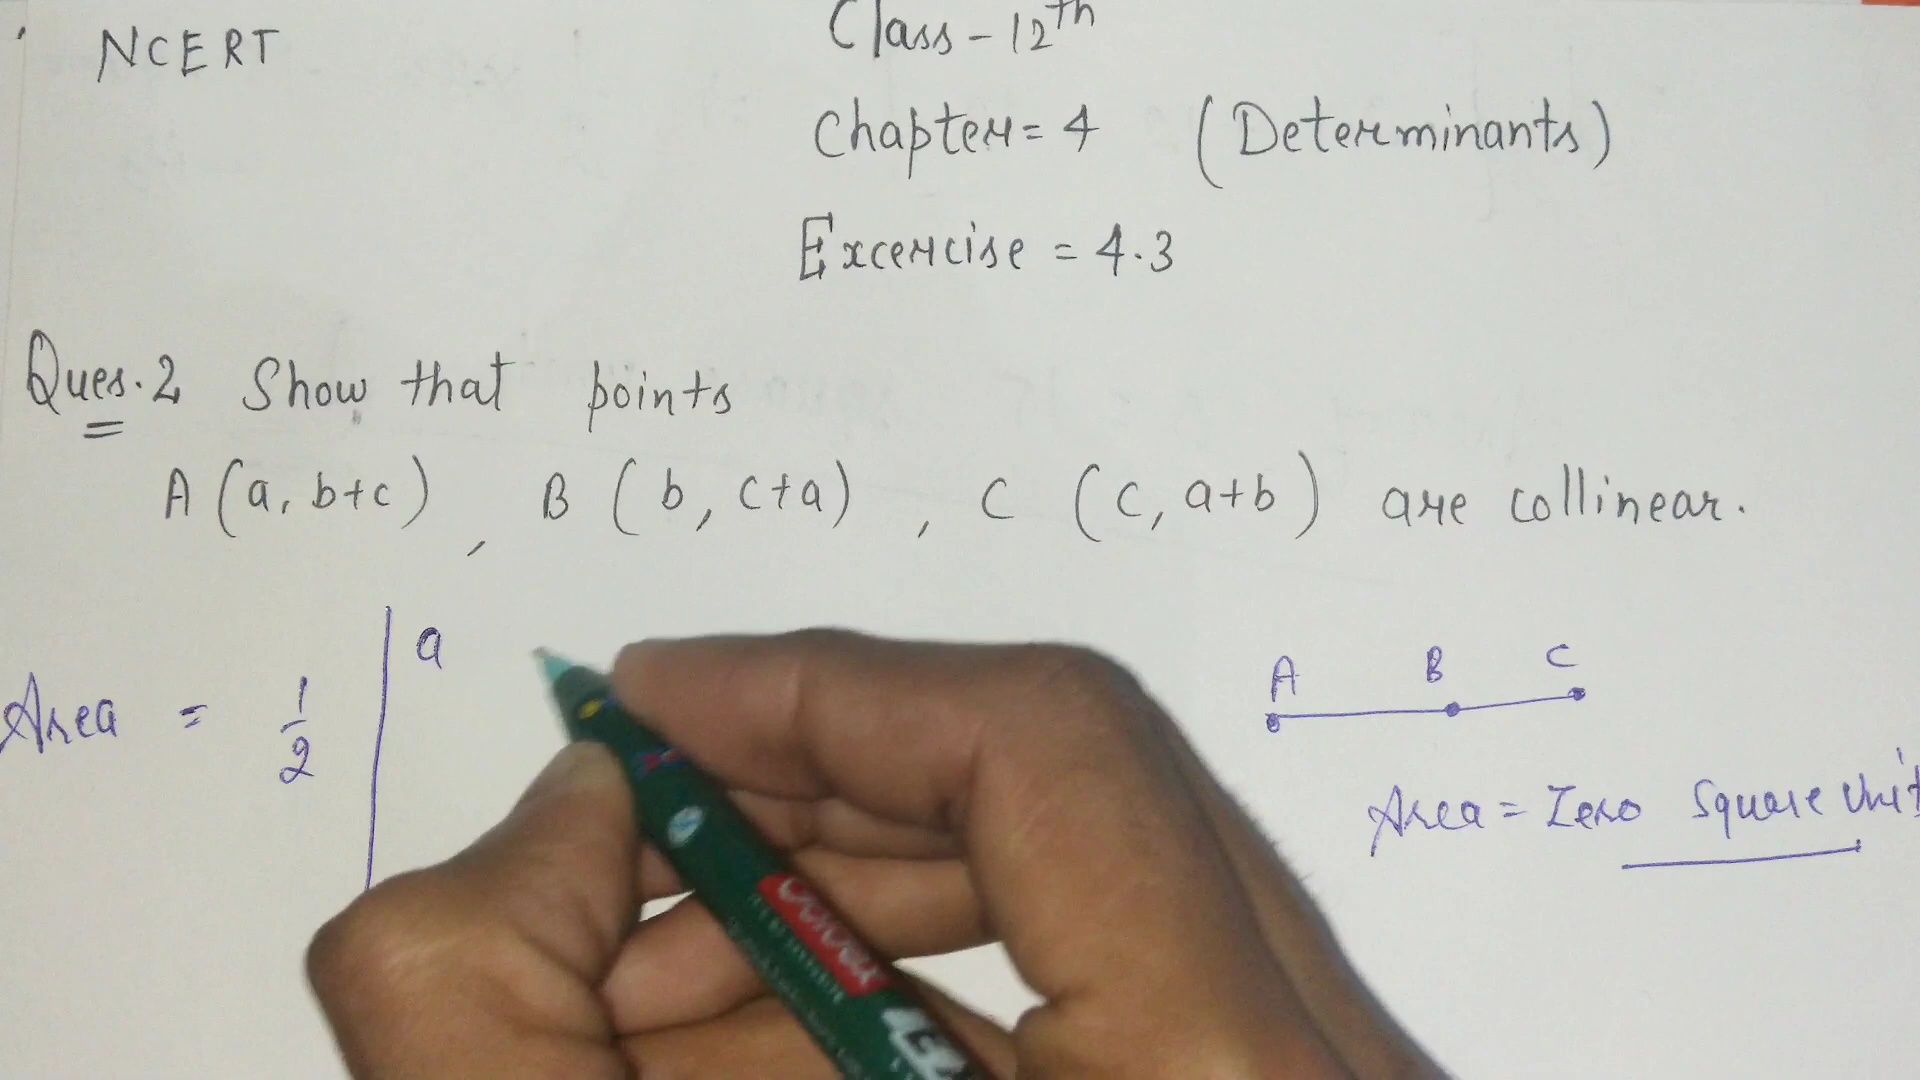 NCERT
Class - 12th
Chapter = 4 (Determinants)
Excercise = 4.3
Ques. 2 Show that points
A (a, b+c), B (b, c+a), C (c, a+b) are collinear.
Area = 1/2 | a
A B C
Area = Zero Square Unit